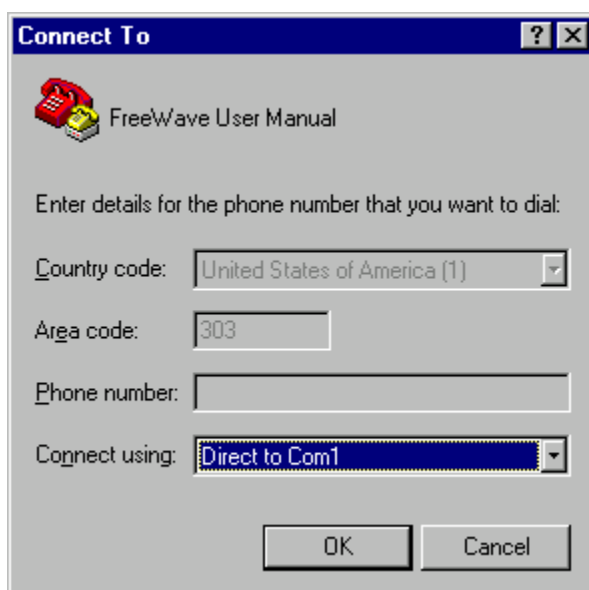 Connect To
FreeWave User Manual
Enter details for the phone number that you want to dial:
Country code: United States of America (1)
Area code: 303
Phone number:
Connect using: Direct to Com1
OK Cancel